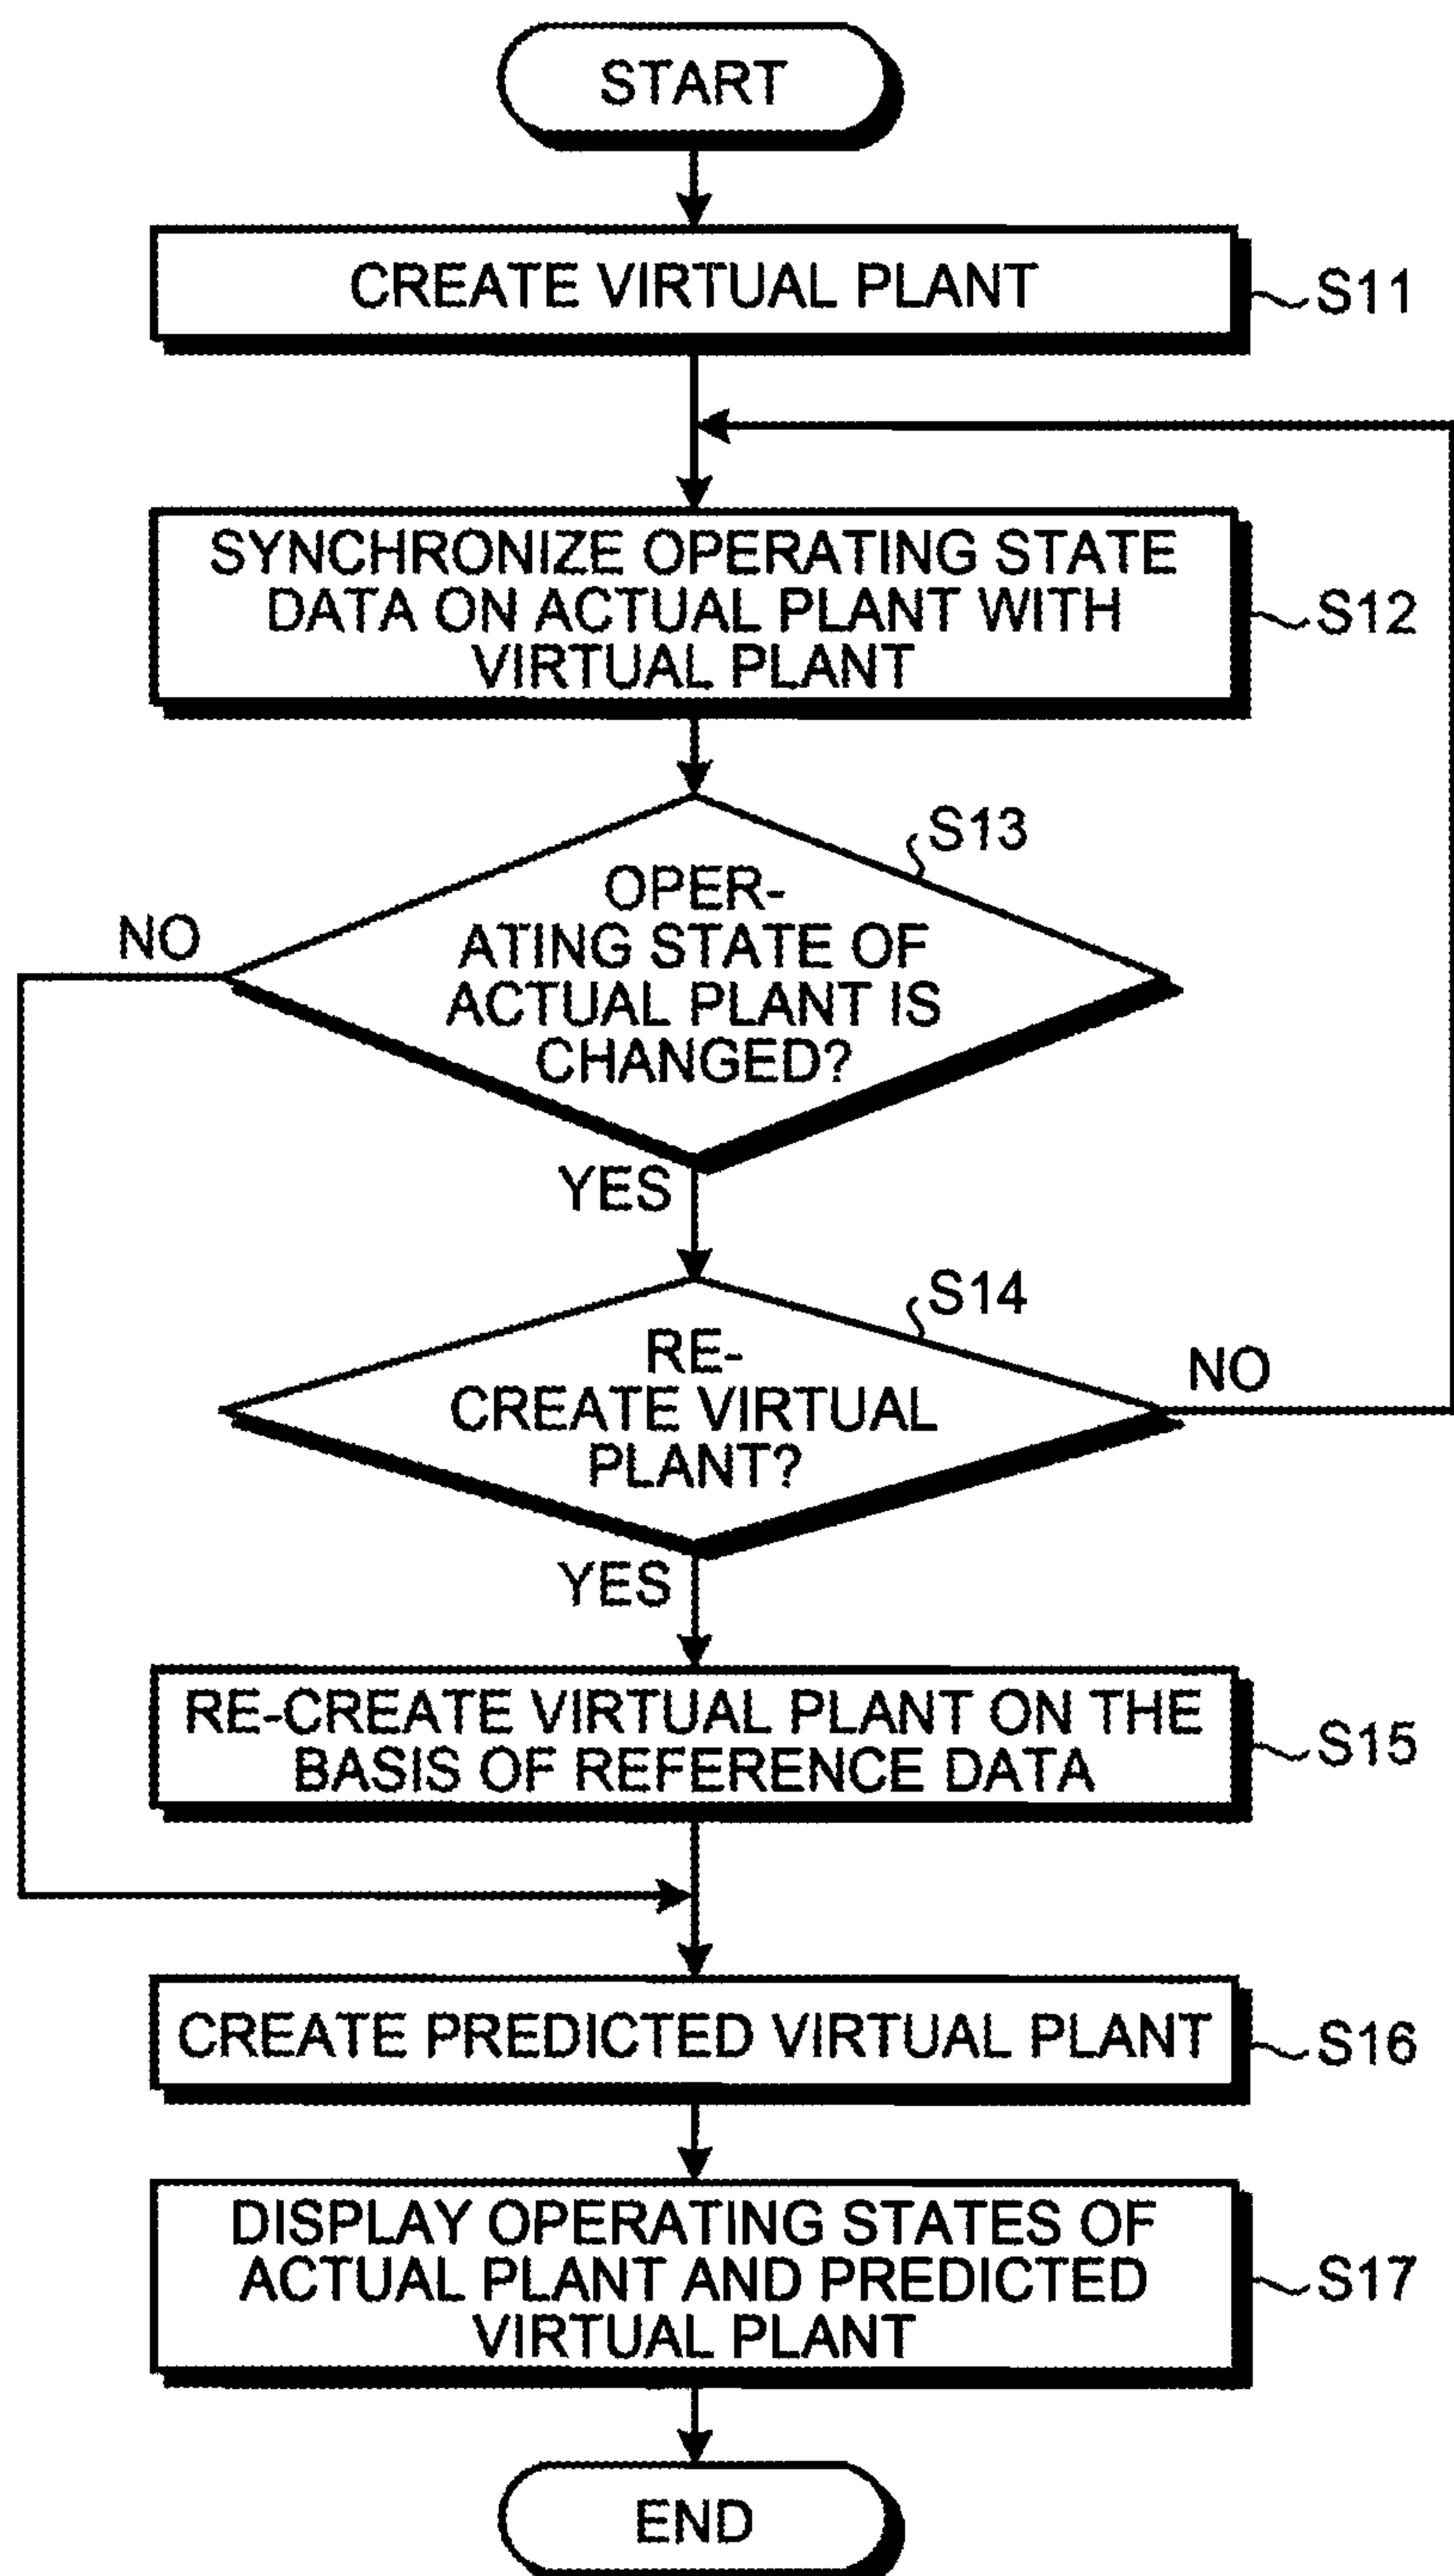 START
CREATE VIRTUAL PLANT
S11
SYNCHRONIZE OPERATING STATE
DATA ON ACTUAL PLANT WITH
VIRTUAL PLANT
S12
S13
OPER-
ATING STATE OF
ACTUAL PLANT IS
CHANGED?
NO
YES
S14
RE-
CREATE VIRTUAL
PLANT?
NO
YES
RE-CREATE VIRTUAL PLANT ON THE
BASIS OF REFERENCE DATA
S15
CREATE PREDICTED VIRTUAL PLANT
S16
DISPLAY OPERATING STATES OF
ACTUAL PLANT AND PREDICTED
VIRTUAL PLANT
S17
END